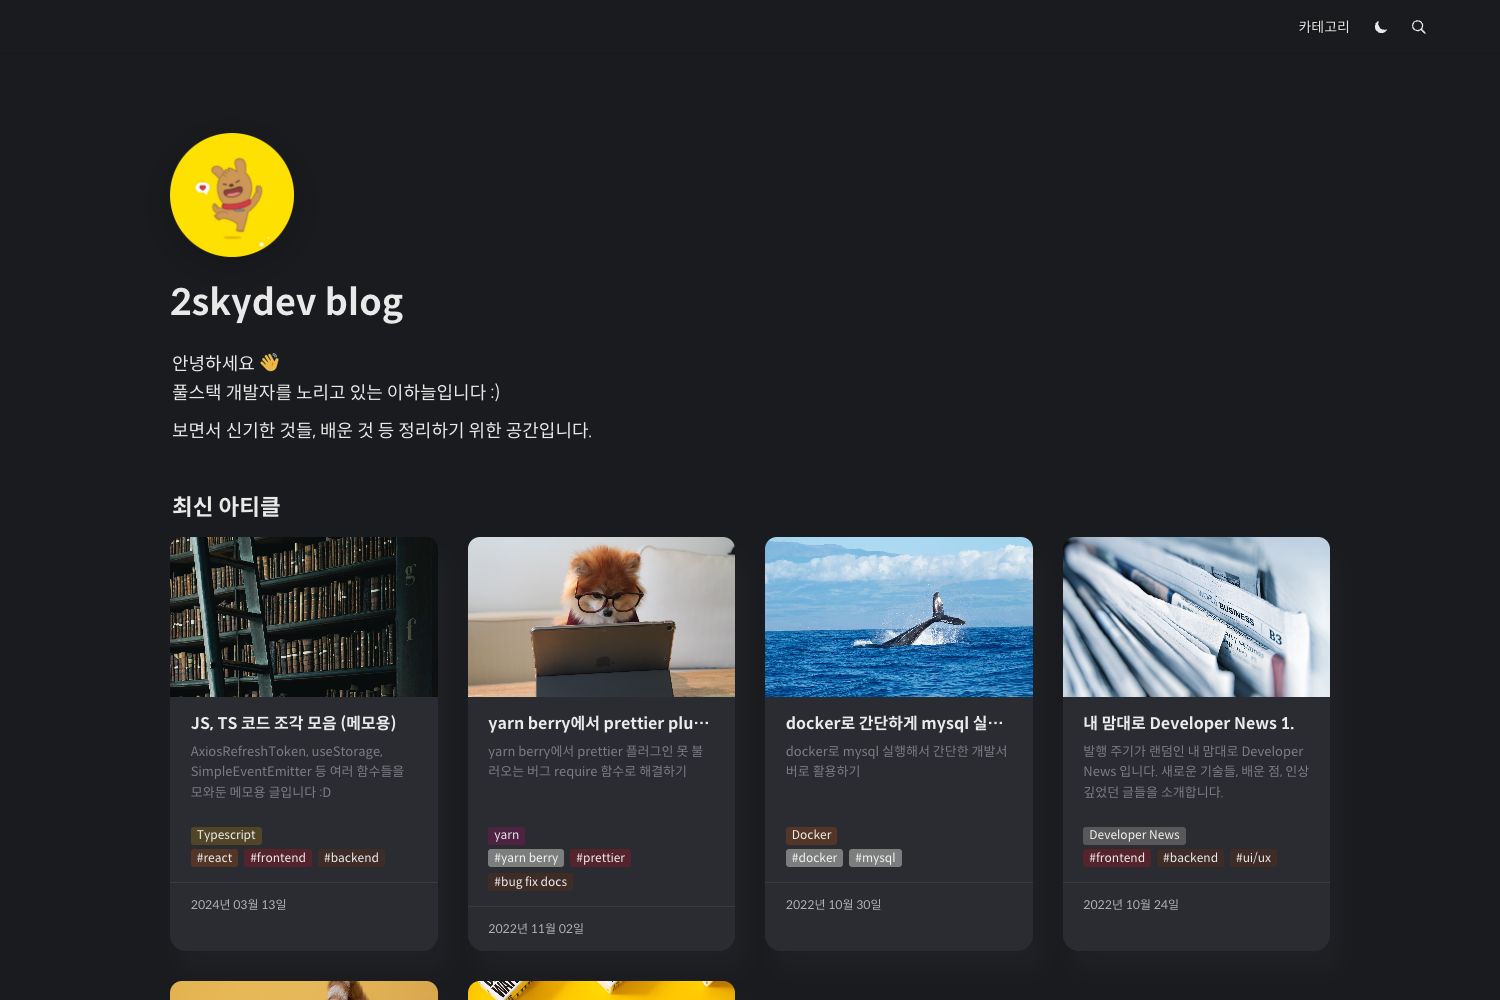 카테고리
2skydev blog
안녕하세요 👋
풀스택 개발자를 노리고 있는 이하늘입니다 :)
보면서 신기한 것들, 배운 것 등 정리하기 위한 공간입니다.
최신 아티클
g
f
WORLD BUSINESS
B3
JS, TS 코드 조각 모음 (메모용)
AxiosRefreshToken, useStorage,
SimpleEventEmitter 등 여러 함수들을
모와둔 메모용 글입니다 :D
Typescript
#react #frontend #backend
2024년 03월 13일
yarn berry에서 prettier plu⋯
yarn berry에서 prettier 플러그인 못 불
러오는 버그 require 함수로 해결하기
yarn
#yarn berry #prettier
#bug fix docs
2022년 11월 02일
docker로 간단하게 mysql 실⋯
docker로 mysql 실행해서 간단한 개발서
버로 활용하기
Docker
#docker #mysql
2022년 10월 30일
내 맘대로 Developer News 1.
발행 주기가 랜덤인 내 맘대로 Developer
News 입니다. 새로운 기술들, 배운 점, 인상
깊었던 글들을 소개합니다.
Developer News
#frontend #backend #ui/ux
2022년 10월 24일